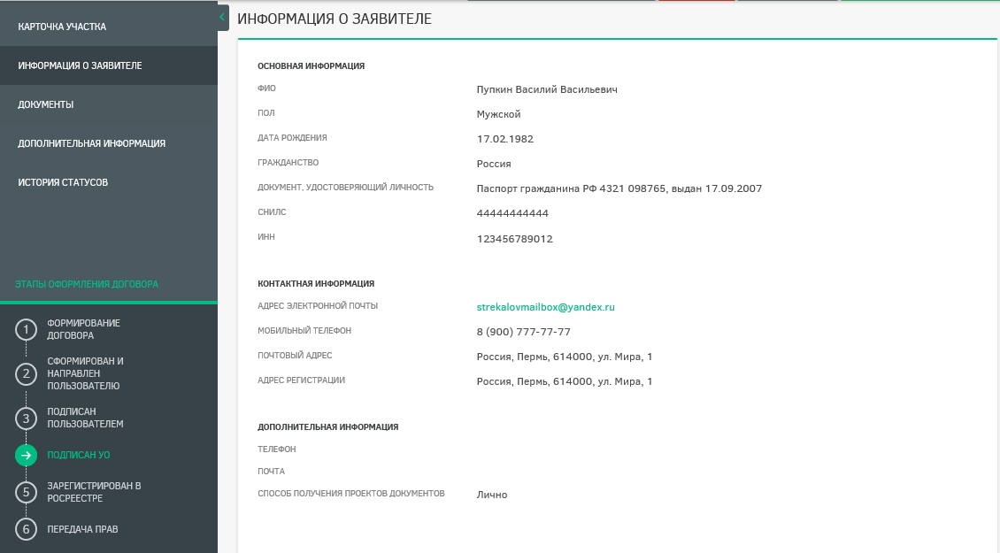 КАРТОЧКА УЧАСТКА
ИНФОРМАЦИЯ О ЗАЯВИТЕЛЕ
ДОКУМЕНТЫ
ДОПОЛНИТЕЛЬНАЯ ИНФОРМАЦИЯ
ИСТОРИЯ СТАТУСОВ
ЭТАПЫ ОФОРМЛЕНИЯ ДОГОВОРА
1 ФОРМИРОВАНИЕ
ДОГОВОРА
2 СФОРМИРОВАН И
НАПРАВЛЕН
ПОЛЬЗОВАТЕЛЮ
3 ПОДПИСАН
ПОЛЬЗОВАТЕЛЕМ
ПОДПИСАН УО
5 ЗАРЕГИСТРИРОВАН В
РОСРЕЕСТРЕ
6 ПЕРЕДАЧА ПРАВ
ИНФОРМАЦИЯ О ЗАЯВИТЕЛЕ
ОСНОВНАЯ ИНФОРМАЦИЯ
ФИО Пупкин Василий Васильевич
ПОЛ Мужской
ДАТА РОЖДЕНИЯ 17.02.1982
ГРАЖДАНСТВО Россия
ДОКУМЕНТ, УДОСТОВЕРЯЮЩИЙ ЛИЧНОСТЬ Паспорт гражданина РФ 4321 098765, выдан 17.09.2007
СНИЛС 44444444444
ИНН 123456789012
КОНТАКТНАЯ ИНФОРМАЦИЯ
АДРЕС ЭЛЕКТРОННОЙ ПОЧТЫ strekalovmailbox@yandex.ru
МОБИЛЬНЫЙ ТЕЛЕФОН 8 (900) 777-77-77
ПОЧТОВЫЙ АДРЕС Россия, Пермь, 614000, ул. Мира, 1
АДРЕС РЕГИСТРАЦИИ Россия, Пермь, 614000, ул. Мира, 1
ДОПОЛНИТЕЛЬНАЯ ИНФОРМАЦИЯ
ТЕЛЕФОН
ПОЧТА
СПОСОБ ПОЛУЧЕНИЯ ПРОЕКТОВ ДОКУМЕНТОВ Лично